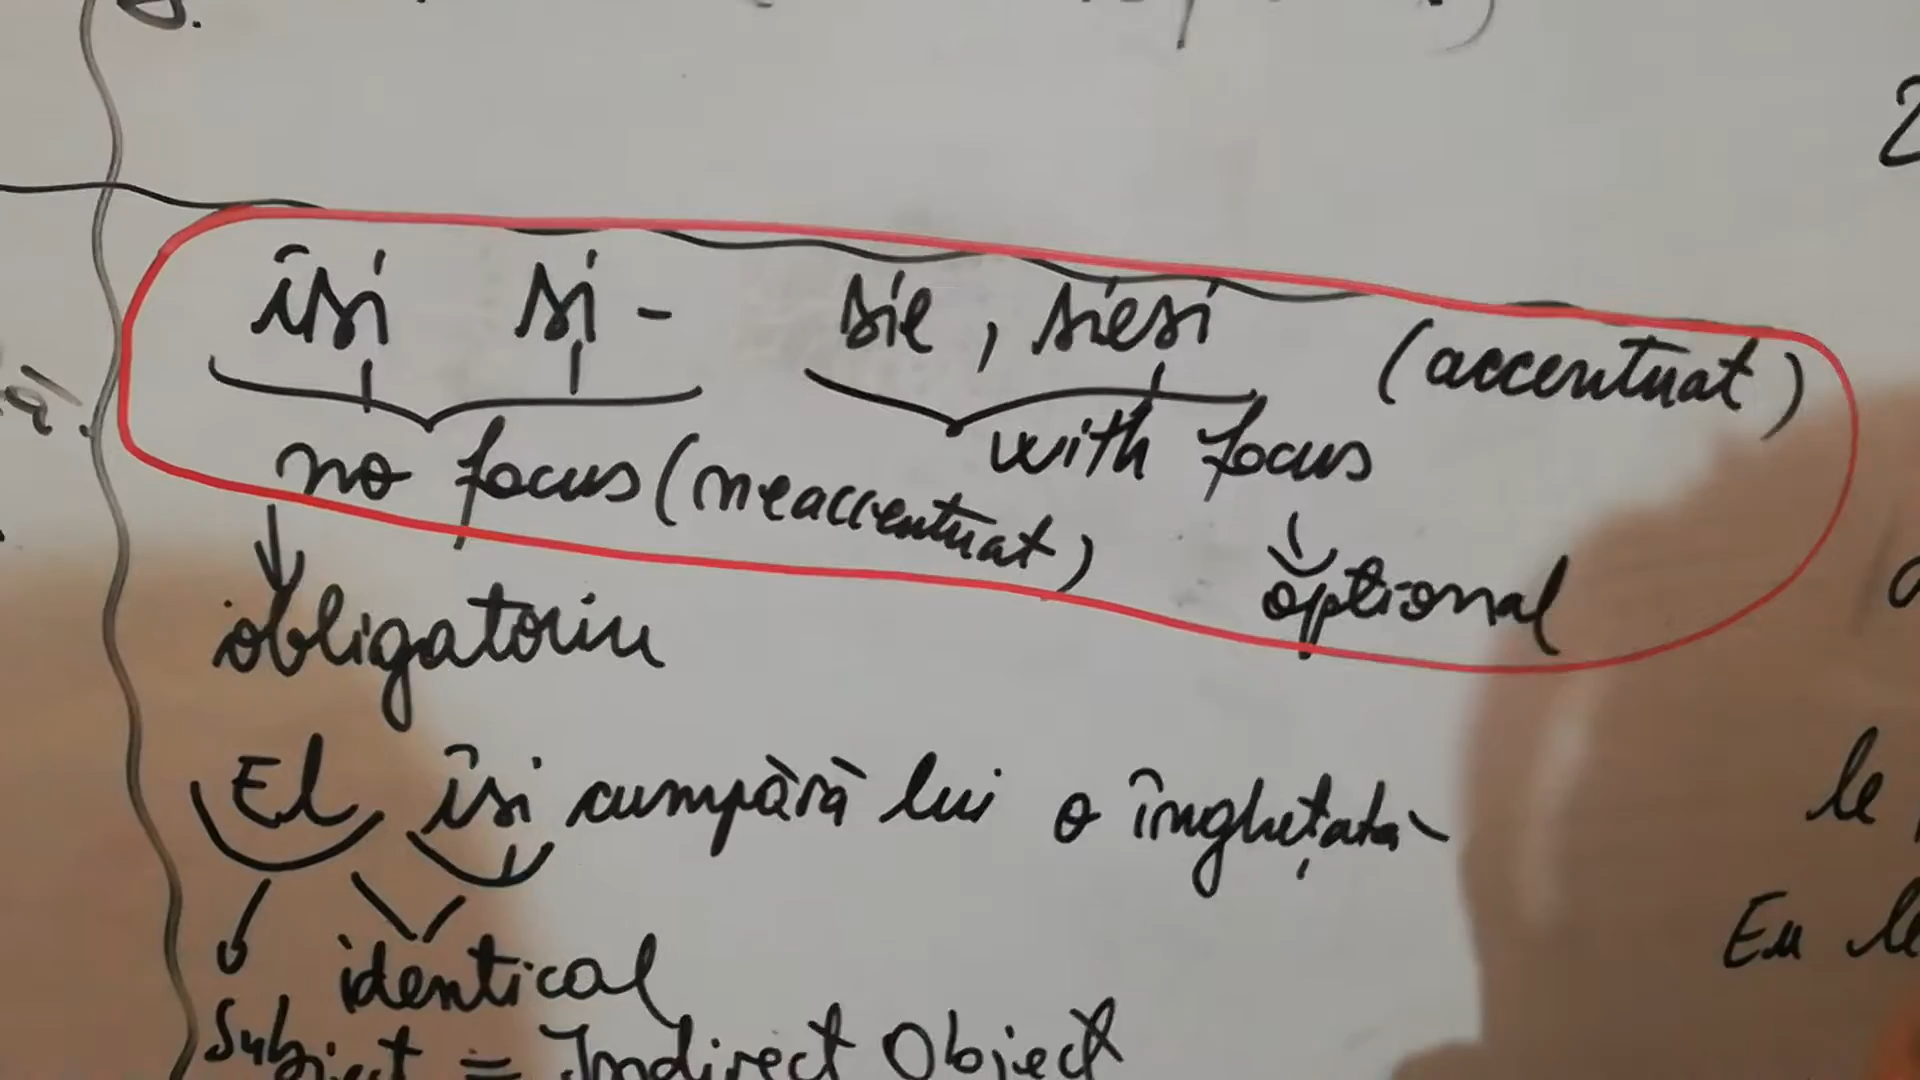 își și- sie, sieși (accentuat)
no focus (neaccentuat) with focus
obligatoriu optional
El își cumpără lui o înghețată
identical
Subject = Indirect Object
le
Eu le